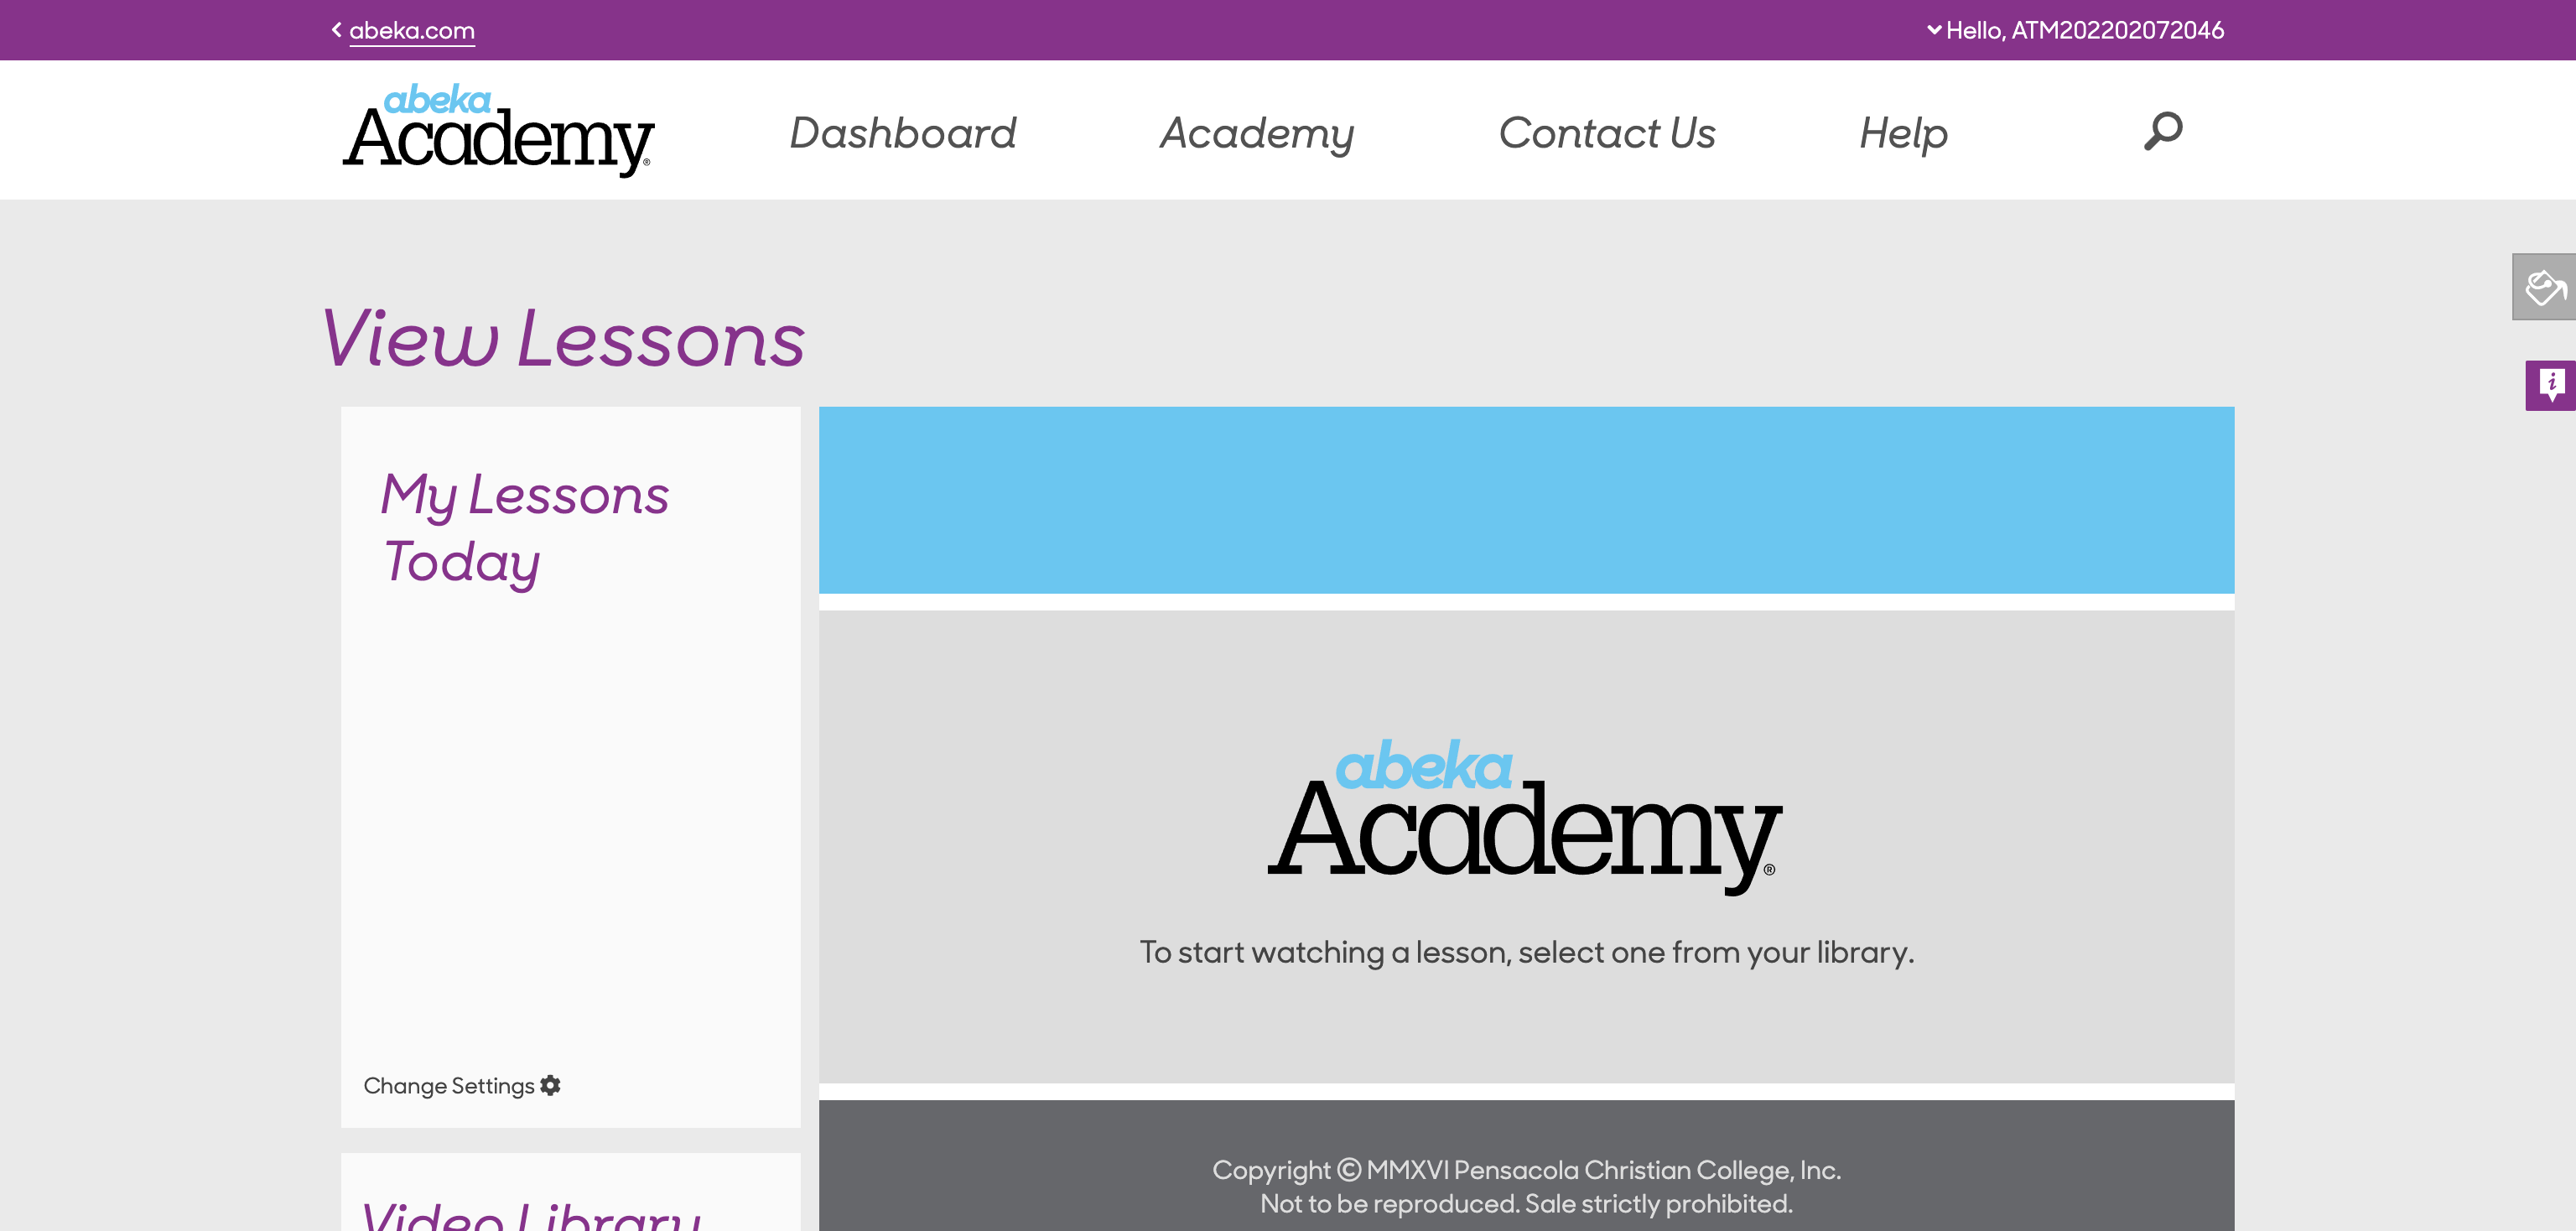 abeka.com
Hello, ATM202202072046
abeka
Academy®
Dashboard
Academy
Contact Us
Help
View Lessons
My Lessons
Today
abeka
Academy®
To start watching a lesson, select one from your library.
Change Settings
Copyright © MMXVI Pensacola Christian College, Inc.
Not to be reproduced. Sale strictly prohibited.
Video Library